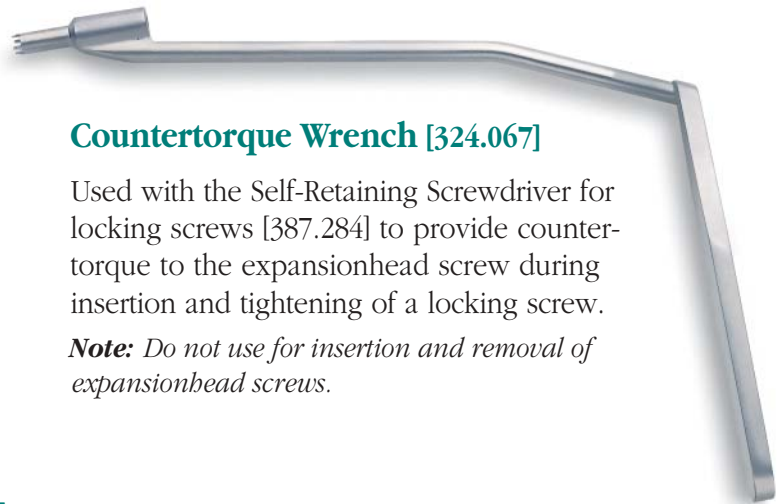 Countertorque Wrench [324.067]
Used with the Self-Retaining Screwdriver for
locking screws [387.284] to provide counter-
torque to the expansionhead screw during
insertion and tightening of a locking screw.
Note: Do not use for insertion and removal of
expansionhead screws.